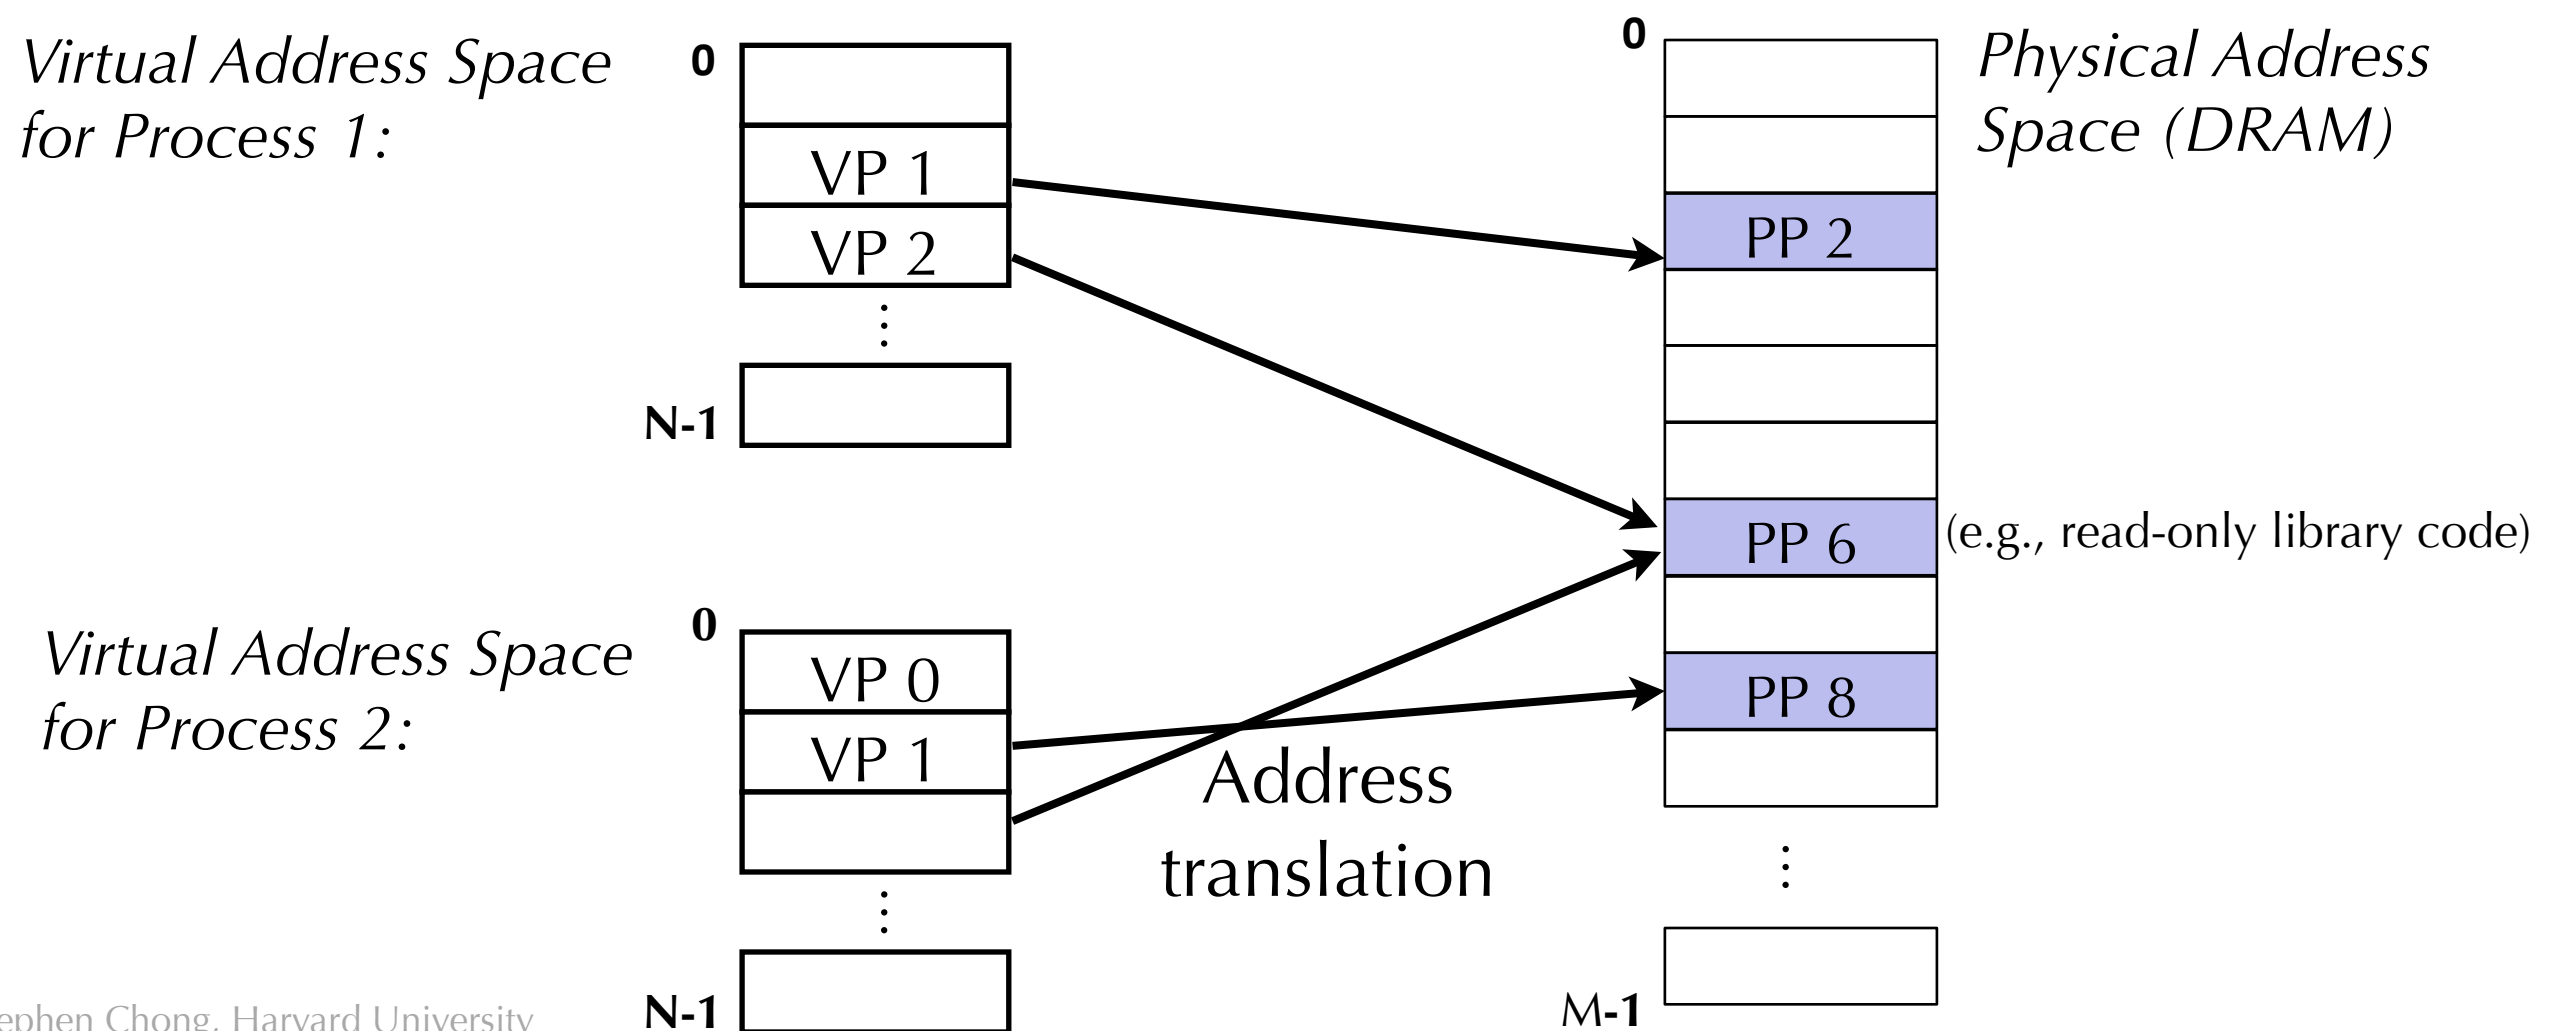 Virtual Address Space
for Process 1:
0
VP 1
VP 2
N-1
0
Physical Address
Space (DRAM)
PP 2
PP 6
(e.g., read-only library code)
PP 8
M-1
Virtual Address Space
for Process 2:
0
VP 0
VP 1
N-1
Address
translation
Chong, Harvard University